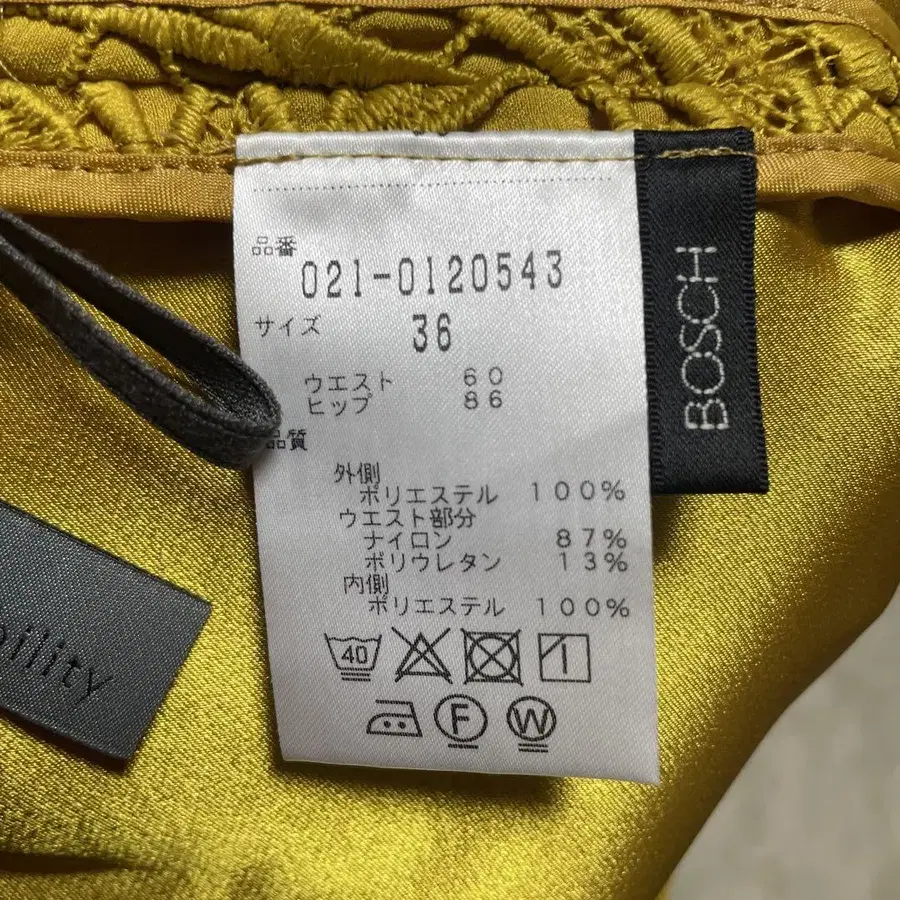 品番
021-0120543
サイズ 36
ウエスト 60
ヒップ 86
品質
外側
ポリエステル 100%
ウエスト部分
ナイロン 87%
ポリウレタン 13%
内側
ポリエステル 100%
40
F W
BOSCH